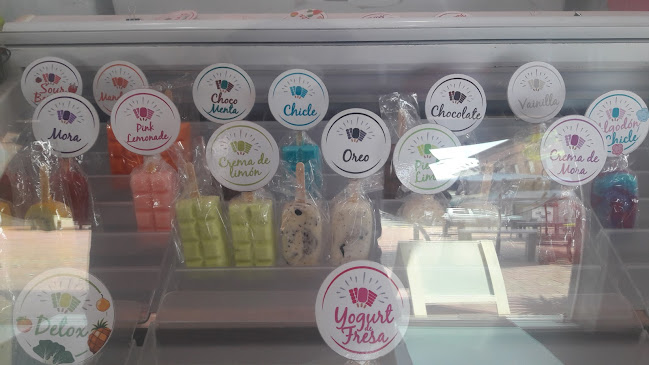 Sour
Mora
Pink
Lemonade
Choco
Menta
Chicle
Crema de
limón
Oreo
Chocolate
Limón
Vainilla
Crema de
Mora
Algodón
Chicle
Delox
Yogurt
de
Fresa